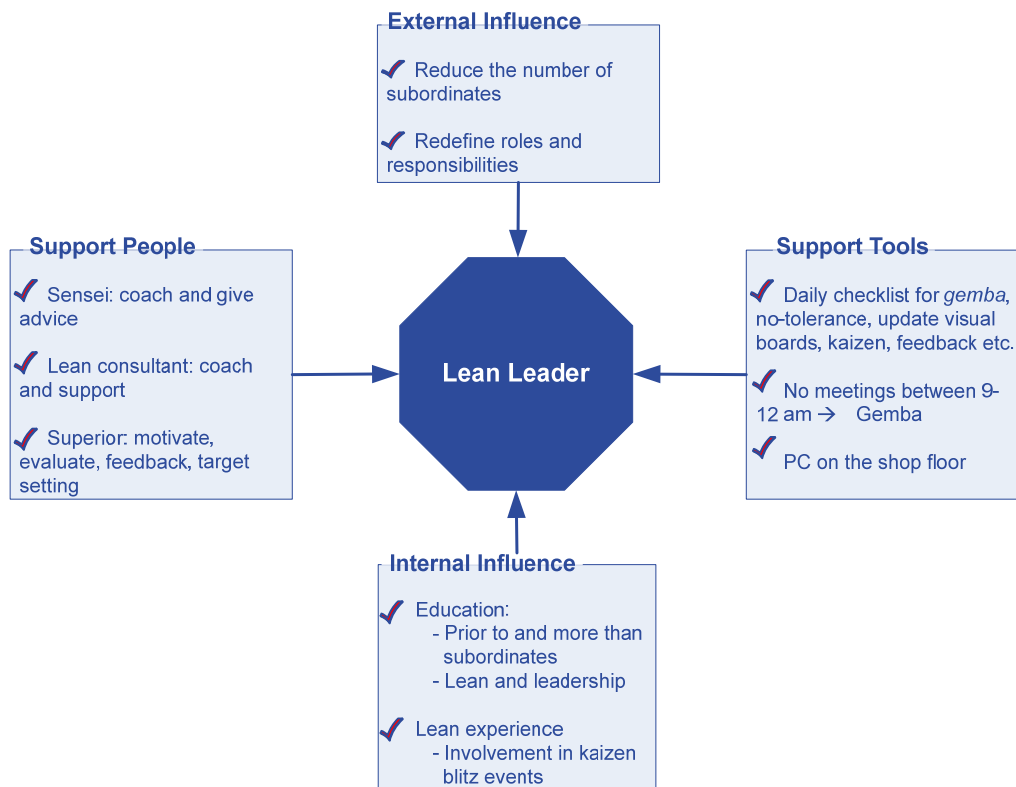 External Influence
Reduce the number of
subordinates
Redefine roles and
responsibilities
Support People
Sensei: coach and give
advice
Lean consultant: coach
and support
Superior: motivate,
evaluate, feedback, target
setting
Lean Leader
Support Tools
Daily checklist for gemba,
no-tolerance, update visual
boards, kaizen, feedback etc.
No meetings between 9-
12 am → Gemba
PC on the shop floor
Internal Influence
Education:
- Prior to and more than
subordinates
- Lean and leadership
Lean experience
- Involvement in kaizen
blitz events